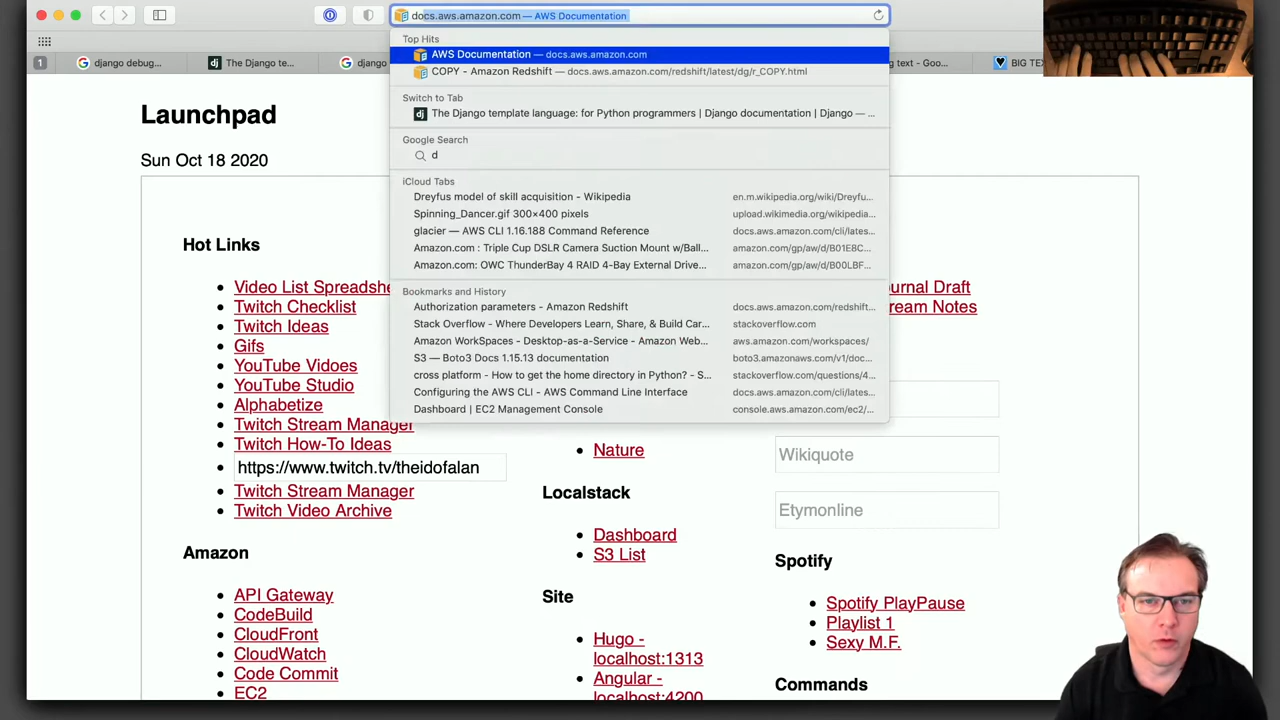 docs.aws.amazon.com — AWS Documentation
1
django debug...
The Django te...
django
g text - Goo...
BIG TEX
Top Hits
AWS Documentation — docs.aws.amazon.com
COPY - Amazon Redshift — docs.aws.amazon.com/redshift/latest/dg/r_COPY.html
Switch to Tab
The Django template language: for Python programmers | Django documentation | Django — ...
Google Search
d
iCloud Tabs
Dreyfus model of skill acquisition - Wikipedia en.m.wikipedia.org/wiki/Dreyfu...
Spinning_Dancer.gif 300×400 pixels upload.wikimedia.org/wikipedia...
glacier — AWS CLI 1.16.188 Command Reference docs.aws.amazon.com/cli/lates...
Amazon.com : Triple Cup DSLR Camera Suction Mount w/Ball... amazon.com/gp/aw/d/B01E8C...
Amazon.com: OWC ThunderBay 4 RAID 4-Bay External Drive... amazon.com/gp/aw/d/B00LBF...
Bookmarks and History
Authorization parameters - Amazon Redshift docs.aws.amazon.com/redshift...
Stack Overflow - Where Developers Learn, Share, & Build Car... stackoverflow.com
Amazon WorkSpaces - Desktop-as-a-Service - Amazon Web... aws.amazon.com/workspaces/
S3 — Boto3 Docs 1.15.13 documentation boto3.amazonaws.com/v1/doc...
cross platform - How to get the home directory in Python? - S... stackoverflow.com/questions/4...
Configuring the AWS CLI - AWS Command Line Interface docs.aws.amazon.com/cli/lates...
Dashboard | EC2 Management Console console.aws.amazon.com/ec2/...
Launchpad
Sun Oct 18 2020
Hot Links
Video List Spreadshe
Twitch Checklist
Twitch Ideas
Gifs
YouTube Vidoes
YouTube Studio
Alphabetize
Twitch Stream Manager
Twitch How-To Ideas
https://www.twitch.tv/theidofalan
Twitch Stream Manager
Twitch Video Archive
Amazon
API Gateway
CodeBuild
CloudFront
CloudWatch
Code Commit
EC2
Nature
Localstack
Dashboard
S3 List
Site
Hugo -
localhost:1313
Angular -
localhost:4200
ournal Draft
ream Notes
Wikiquote
Etymonline
Spotify
Spotify PlayPause
Playlist 1
Sexy M.F.
Commands